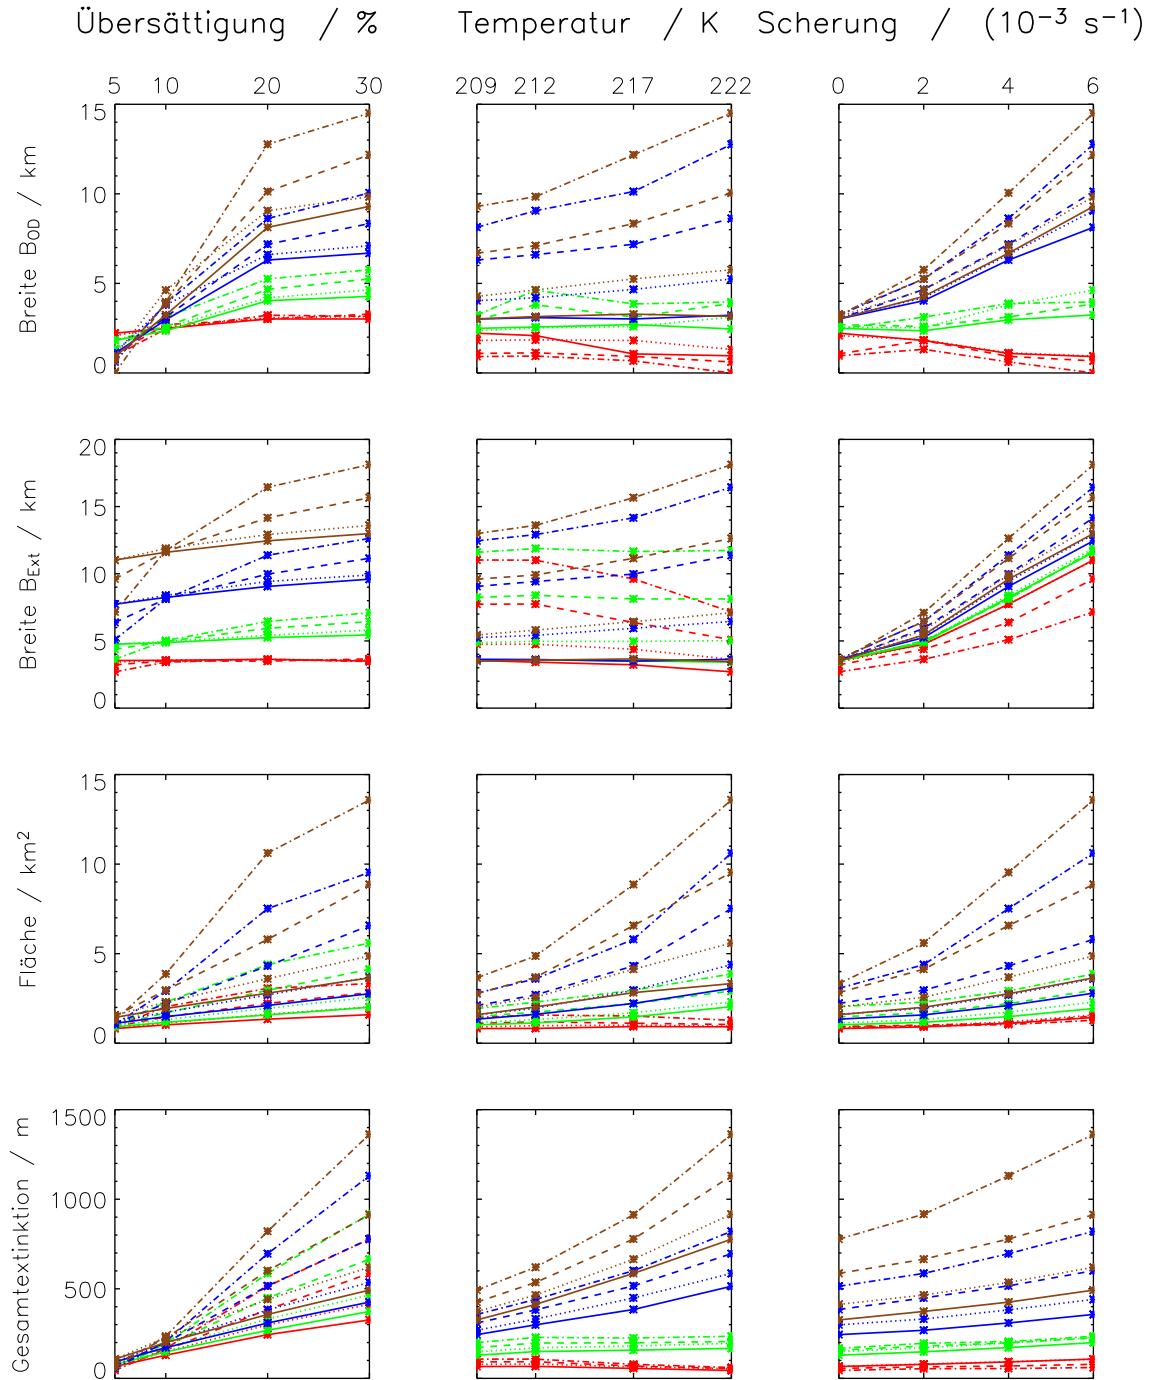 Übersättigung / % Temperatur / K Scherung / (10⁻³ s⁻¹)
5 10 20 30 209 212 217 222 0 2 4 6
15
10
5
0
Breite B_OD / km
20
15
10
5
0
Breite B_Ext / km
15
10
5
0
Fläche / km²
1500
1000
500
0
Gesamtextinktion / m